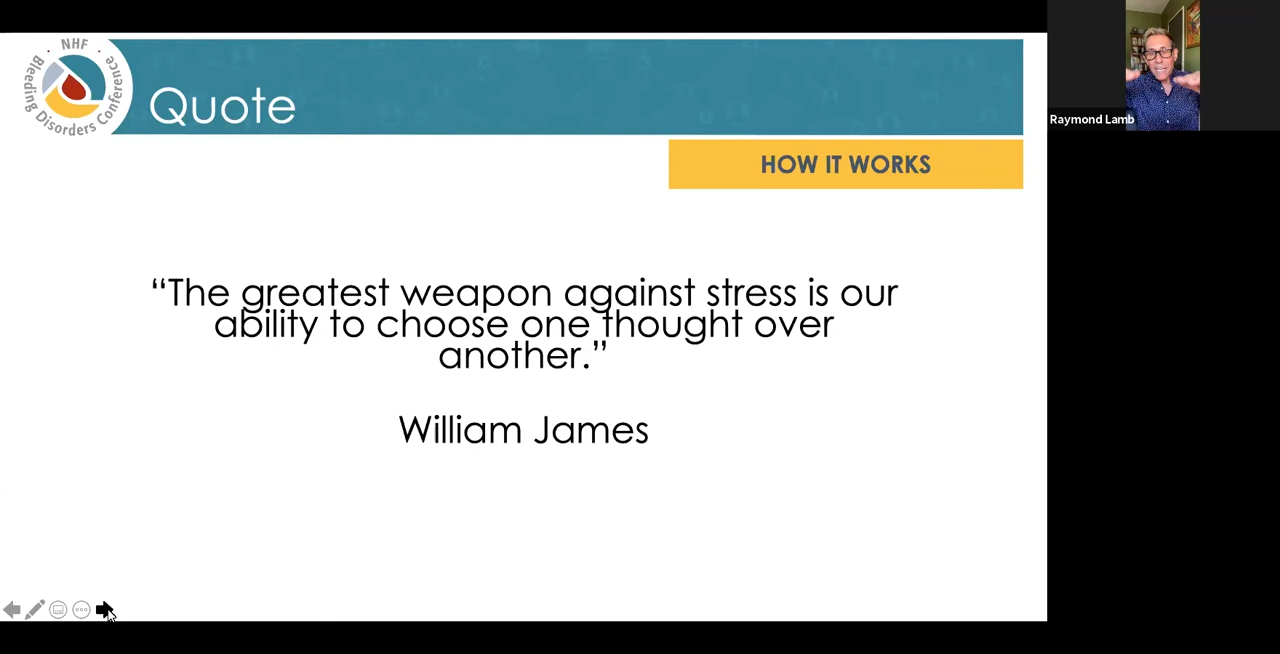 · NHF ·
Bleeding Disorders Conference
Quote
HOW IT WORKS
“The greatest weapon against stress is our
ability to choose one thought over
another.”
William James
Raymond Lamb